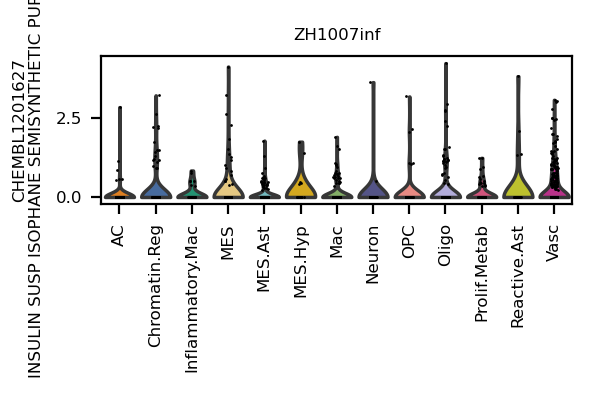 ZH1007inf
CHEMBL1201627
INSULIN SUSP ISOPHANE SEMISYNTHETIC
2.5
0.0
AC
Chromatin.Reg
Inflammatory.Mac
MES
MES.Ast
MES.Hyp
Mac
Neuron
OPC
Oligo
Prolif.Metab
Reactive.Ast
Vasc